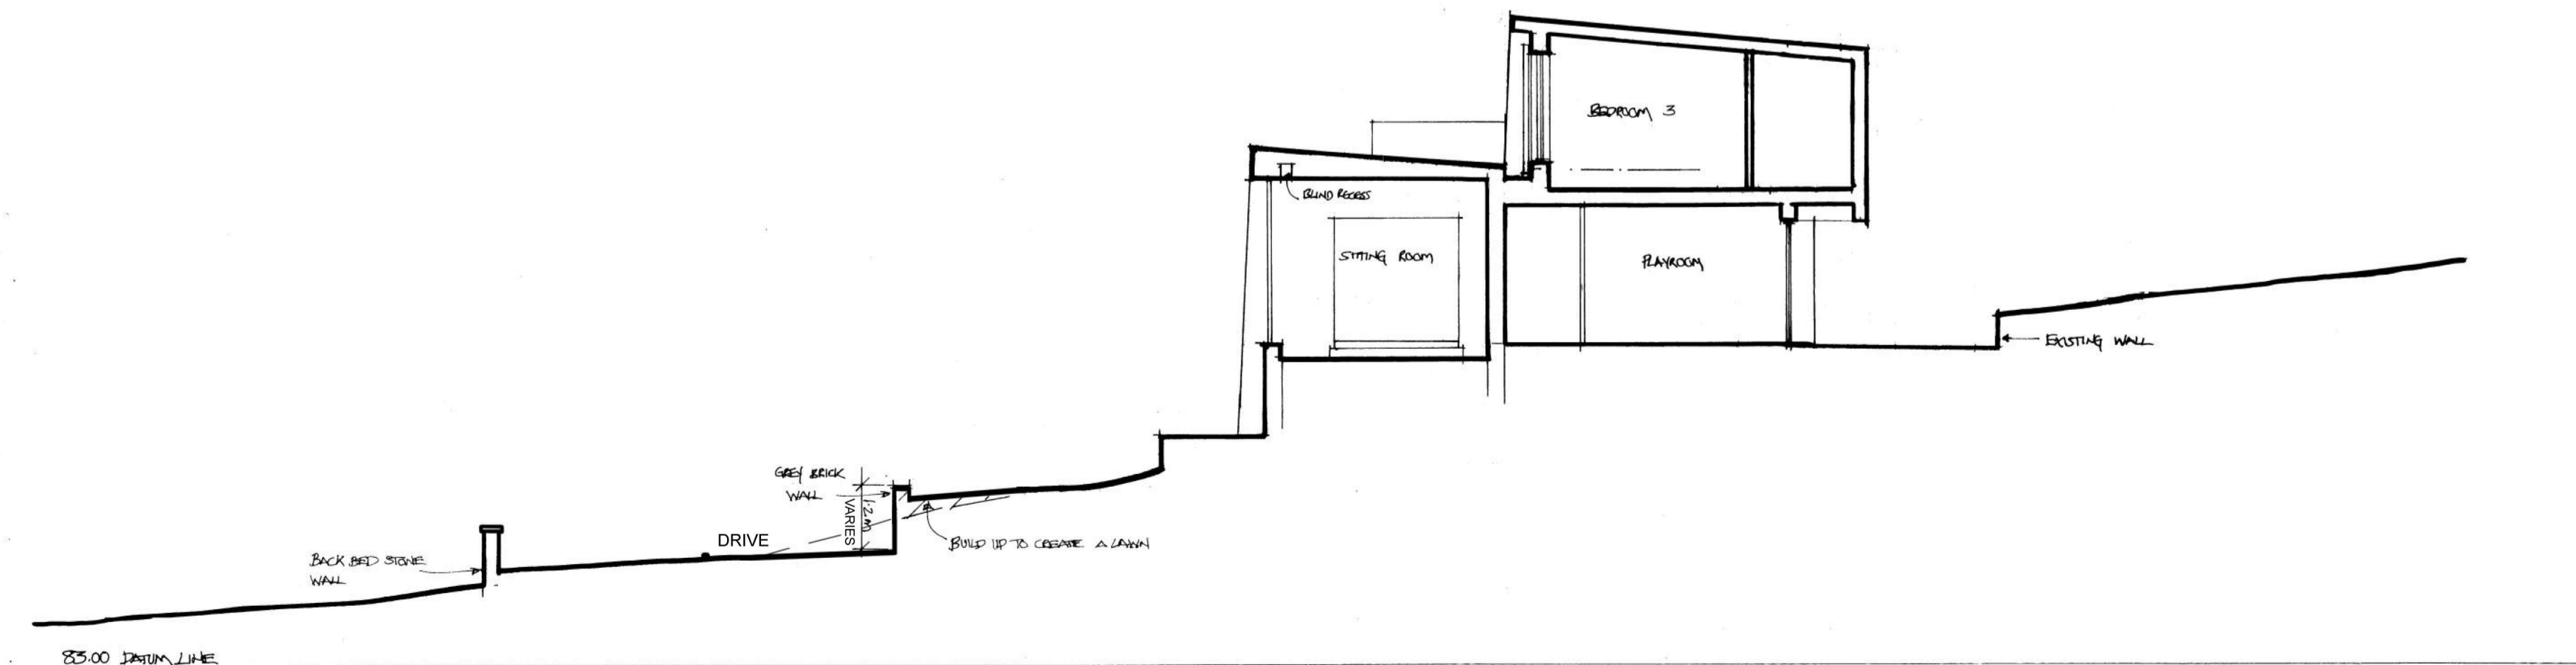 BEDROOM 3
BLIND RECESS
SITTING ROOM
PLAYROOM
EXISTING WALL
GREY BRICK
WALL
1.2m
VARIES
DRIVE
BUILD UP TO CREATE A LAWN
BACK BED STONE
WALL
83.00 DATUM LINE